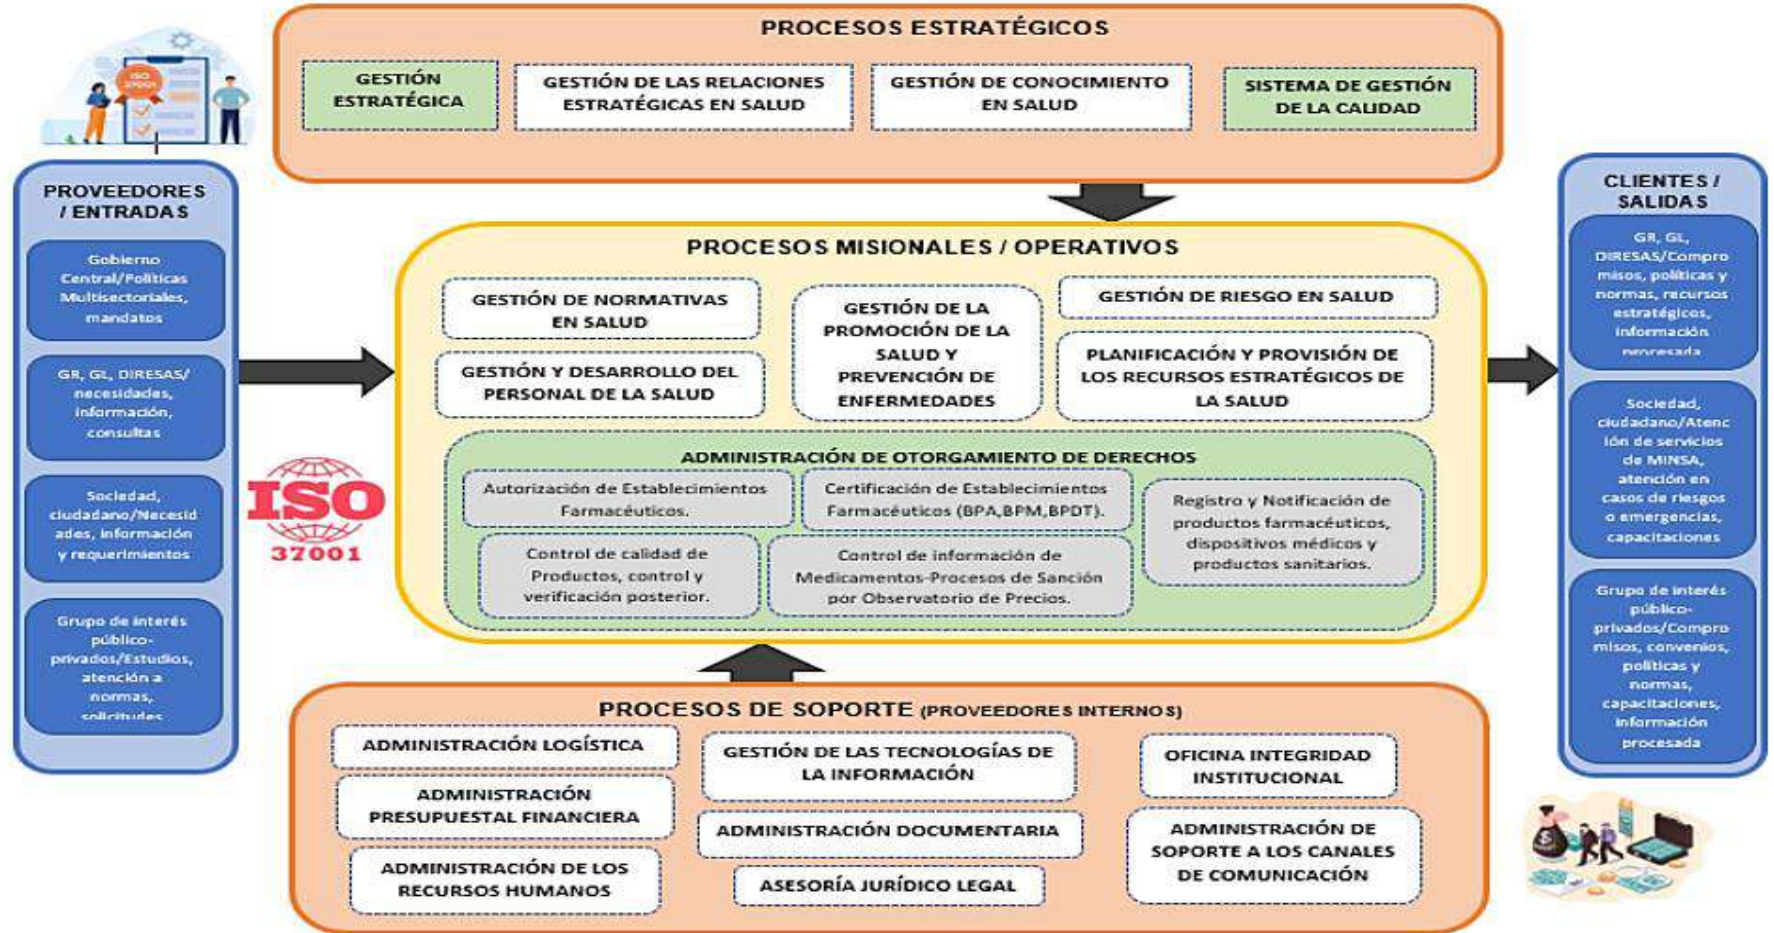 PROCESOS ESTRATÉGICOS
GESTIÓN
ESTRATÉGICA
GESTIÓN DE LAS RELACIONES
ESTRATÉGICAS EN SALUD
GESTIÓN DE CONOCIMIENTO
EN SALUD
SISTEMA DE GESTIÓN
DE LA CALIDAD
PROVEEDORES
/ ENTRADAS
Gobierno
Central/Políticas
Multisectoriales,
mandatos
GR, GL, DIRESAS/
necesidades,
información,
consultas
Sociedad,
ciudadano/Necesid
ades, información
y requerimientos
Grupo de interés
público-
privados/Estudios,
atención a
normas,
solicitudes
ISO
37001
PROCESOS MISIONALES / OPERATIVOS
GESTIÓN DE NORMATIVAS
EN SALUD
GESTIÓN Y DESARROLLO DEL
PERSONAL DE LA SALUD
GESTIÓN DE LA
PROMOCIÓN DE LA
SALUD Y
PREVENCIÓN DE
ENFERMEDADES
GESTIÓN DE RIESGO EN SALUD
PLANIFICACIÓN Y PROVISIÓN DE
LOS RECURSOS ESTRATÉGICOS DE
LA SALUD
ADMINISTRACIÓN DE OTORGAMIENTO DE DERECHOS
Autorización de Establecimientos
Farmacéuticos.
Certificación de Establecimientos
Farmacéuticos (BPA,BPM,BPDT).
Registro y Notificación de
productos farmacéuticos,
dispositivos médicos y
productos sanitarios.
Control de calidad de
Productos, control y
verificación posterior.
Control de información de
Medicamentos-Procesos de Sanción
por Observatorio de Precios.
CLIENTES /
SALIDAS
GR, GL,
DIRESAS/Compro
misos, políticas y
normas, recursos
estratégicos,
información
procesada
Sociedad,
ciudadano/Atenc
ión de servicios
de MINSA,
atención en
casos de riesgos
o emergencias,
capacitaciones
Grupo de interés
público-
privados/Compro
misos, convenios,
políticas y
normas,
capacitaciones,
información
procesada
PROCESOS DE SOPORTE (PROVEEDORES INTERNOS)
ADMINISTRACIÓN LOGÍSTICA
ADMINISTRACIÓN
PRESUPUESTAL FINANCIERA
ADMINISTRACIÓN DE LOS
RECURSOS HUMANOS
GESTIÓN DE LAS TECNOLOGÍAS DE
LA INFORMACIÓN
ADMINISTRACIÓN DOCUMENTARIA
ASESORÍA JURÍDICO LEGAL
OFICINA INTEGRIDAD
INSTITUCIONAL
ADMINISTRACIÓN DE
SOPORTE A LOS CANALES
DE COMUNICACIÓN